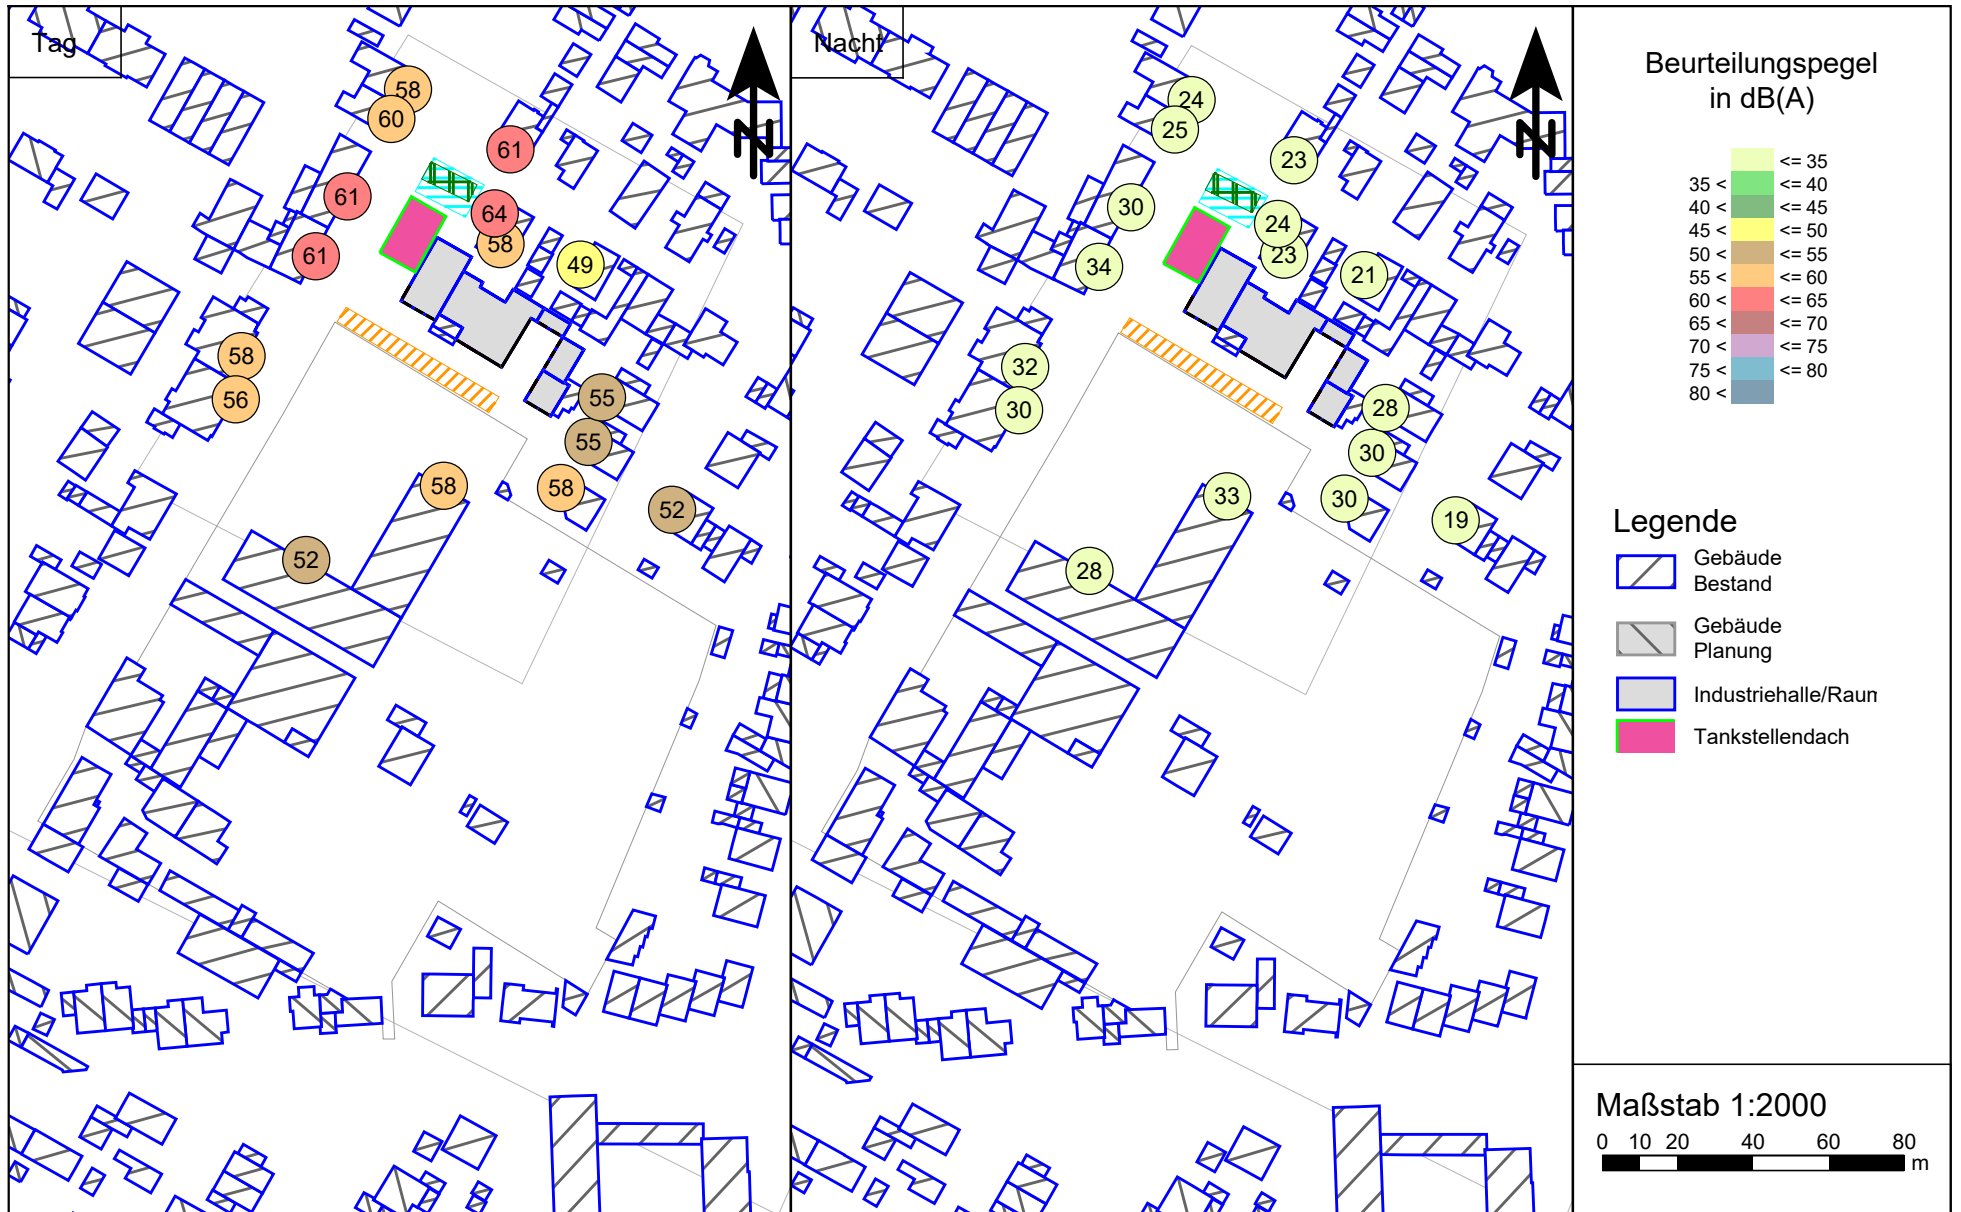 Tag
58
60
61
61
64
58
61
49
58
56
55
55
58
58
52
52
N
Nacht
24
25
23
30
24
23
34
21
32
30
28
30
33
30
19
28
N
Beurteilungspegel
in dB(A)
<= 35
35 < <= 40
40 < <= 45
45 < <= 50
50 < <= 55
55 < <= 60
60 < <= 65
65 < <= 70
70 < <= 75
75 < <= 80
80 <
Legende
Gebäude
Bestand
Gebäude
Planung
Industriehalle/Raum
Tankstellendach
Maßstab 1:2000
0 10 20 40 60 80
m